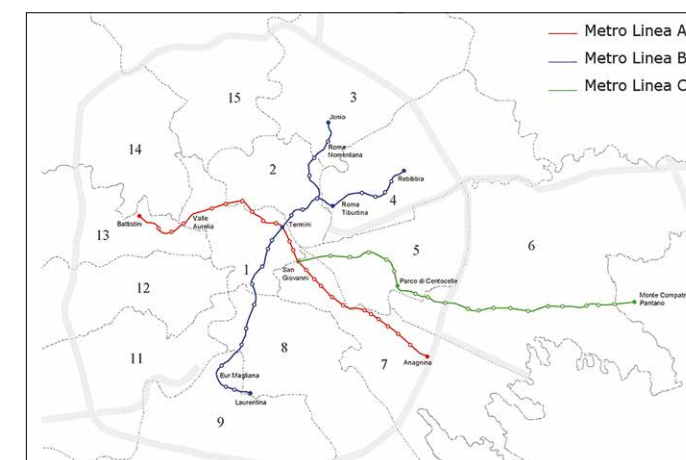 Metro Linea A
Metro Linea B
Metro Linea C
15
3
Jonio
14
Roma
Nomentana
2
Rebibbia
4
Roma
Tiburtina
Battistini
Valle
Aurelia
Termini
13
5
6
1
San
Giovanni
12
Parco di Centocelle
Monte Compatr
Pantano
8
11
7
Anagnina
Eur Magliana
Laurentina
9